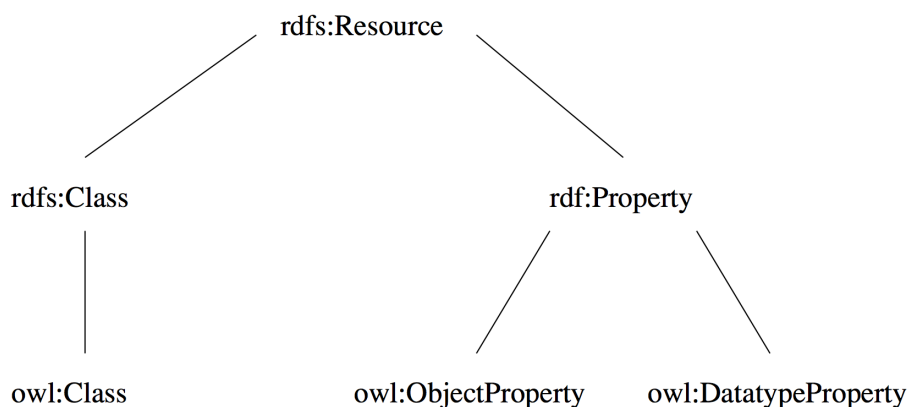 rdfs:Resource
rdfs:Class
rdf:Property
owl:Class
owl:ObjectProperty
owl:DatatypeProperty